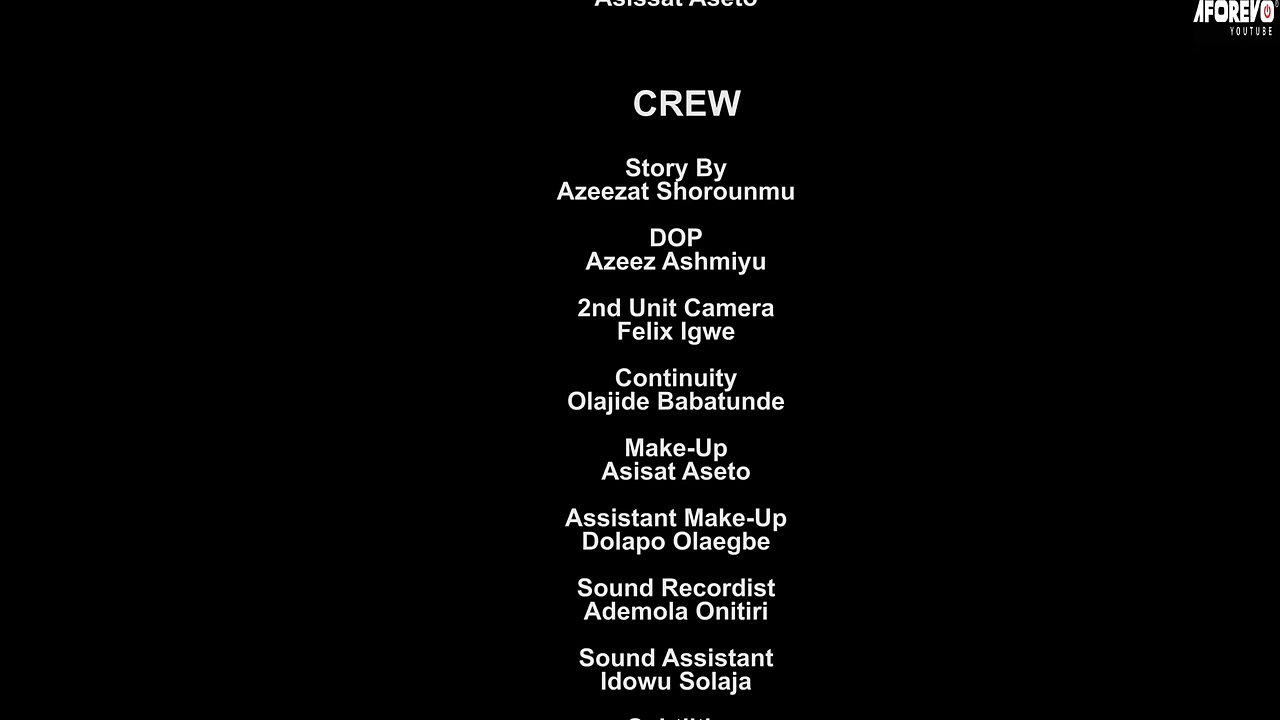 Asissat Aseto
AFOREVO
YOUTUBE
CREW
Story By
Azeezat Shorounmu
DOP
Azeez Ashmiyu
2nd Unit Camera
Felix Igwe
Continuity
Olajide Babatunde
Make-Up
Asisat Aseto
Assistant Make-Up
Dolapo Olaegbe
Sound Recordist
Ademola Onitiri
Sound Assistant
Idowu Solaja